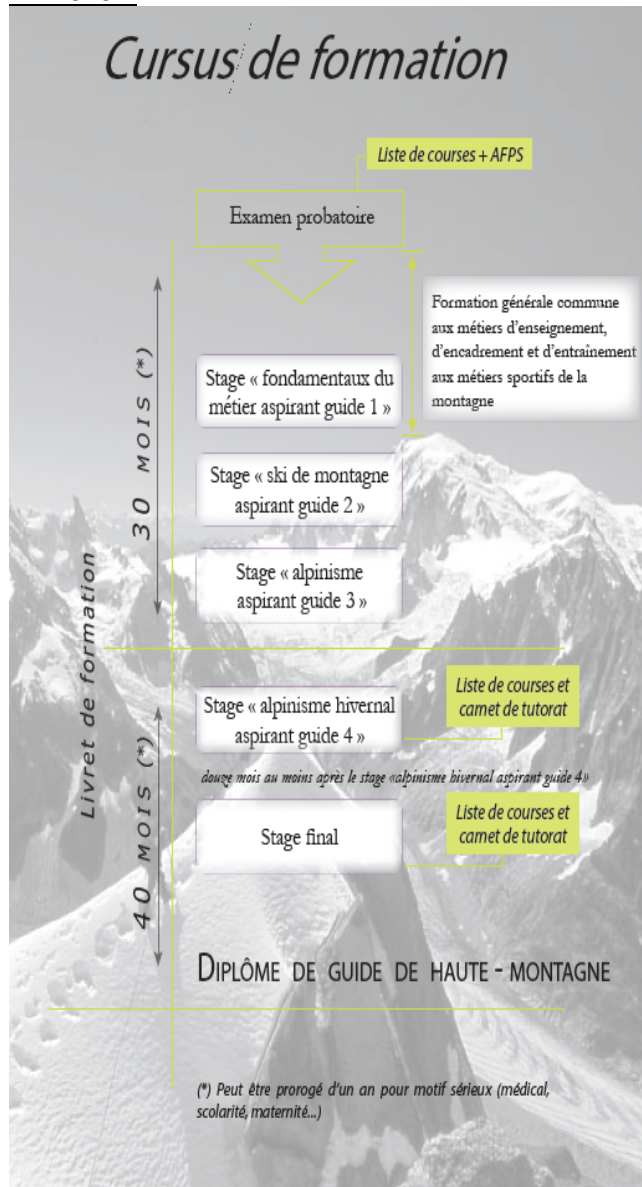 Cursus de formation
Liste de courses + AFPS
Examen probatoire
Formation générale commune
aux métiers d'enseignement,
d'encadrement et d'entraînement
aux métiers sportifs de la
montagne
30 MOIS (*)
Stage « fondamentaux du
métier aspirant guide 1 »
Stage « ski de montagne
aspirant guide 2 »
Stage « alpinisme
aspirant guide 3 »
Livret de formation
40 MOIS (*)
Stage « alpinisme hivernal
aspirant guide 4 »
Liste de courses et
carnet de tutorat
douze mois au moins après le stage «alpinisme hivernal aspirant guide 4»
Stage final
Liste de courses et
carnet de tutorat
DIPLÔME DE GUIDE DE HAUTE - MONTAGNE
(*) Peut être prorogé d'un an pour motif sérieux (médical,
scolarité, maternité...)